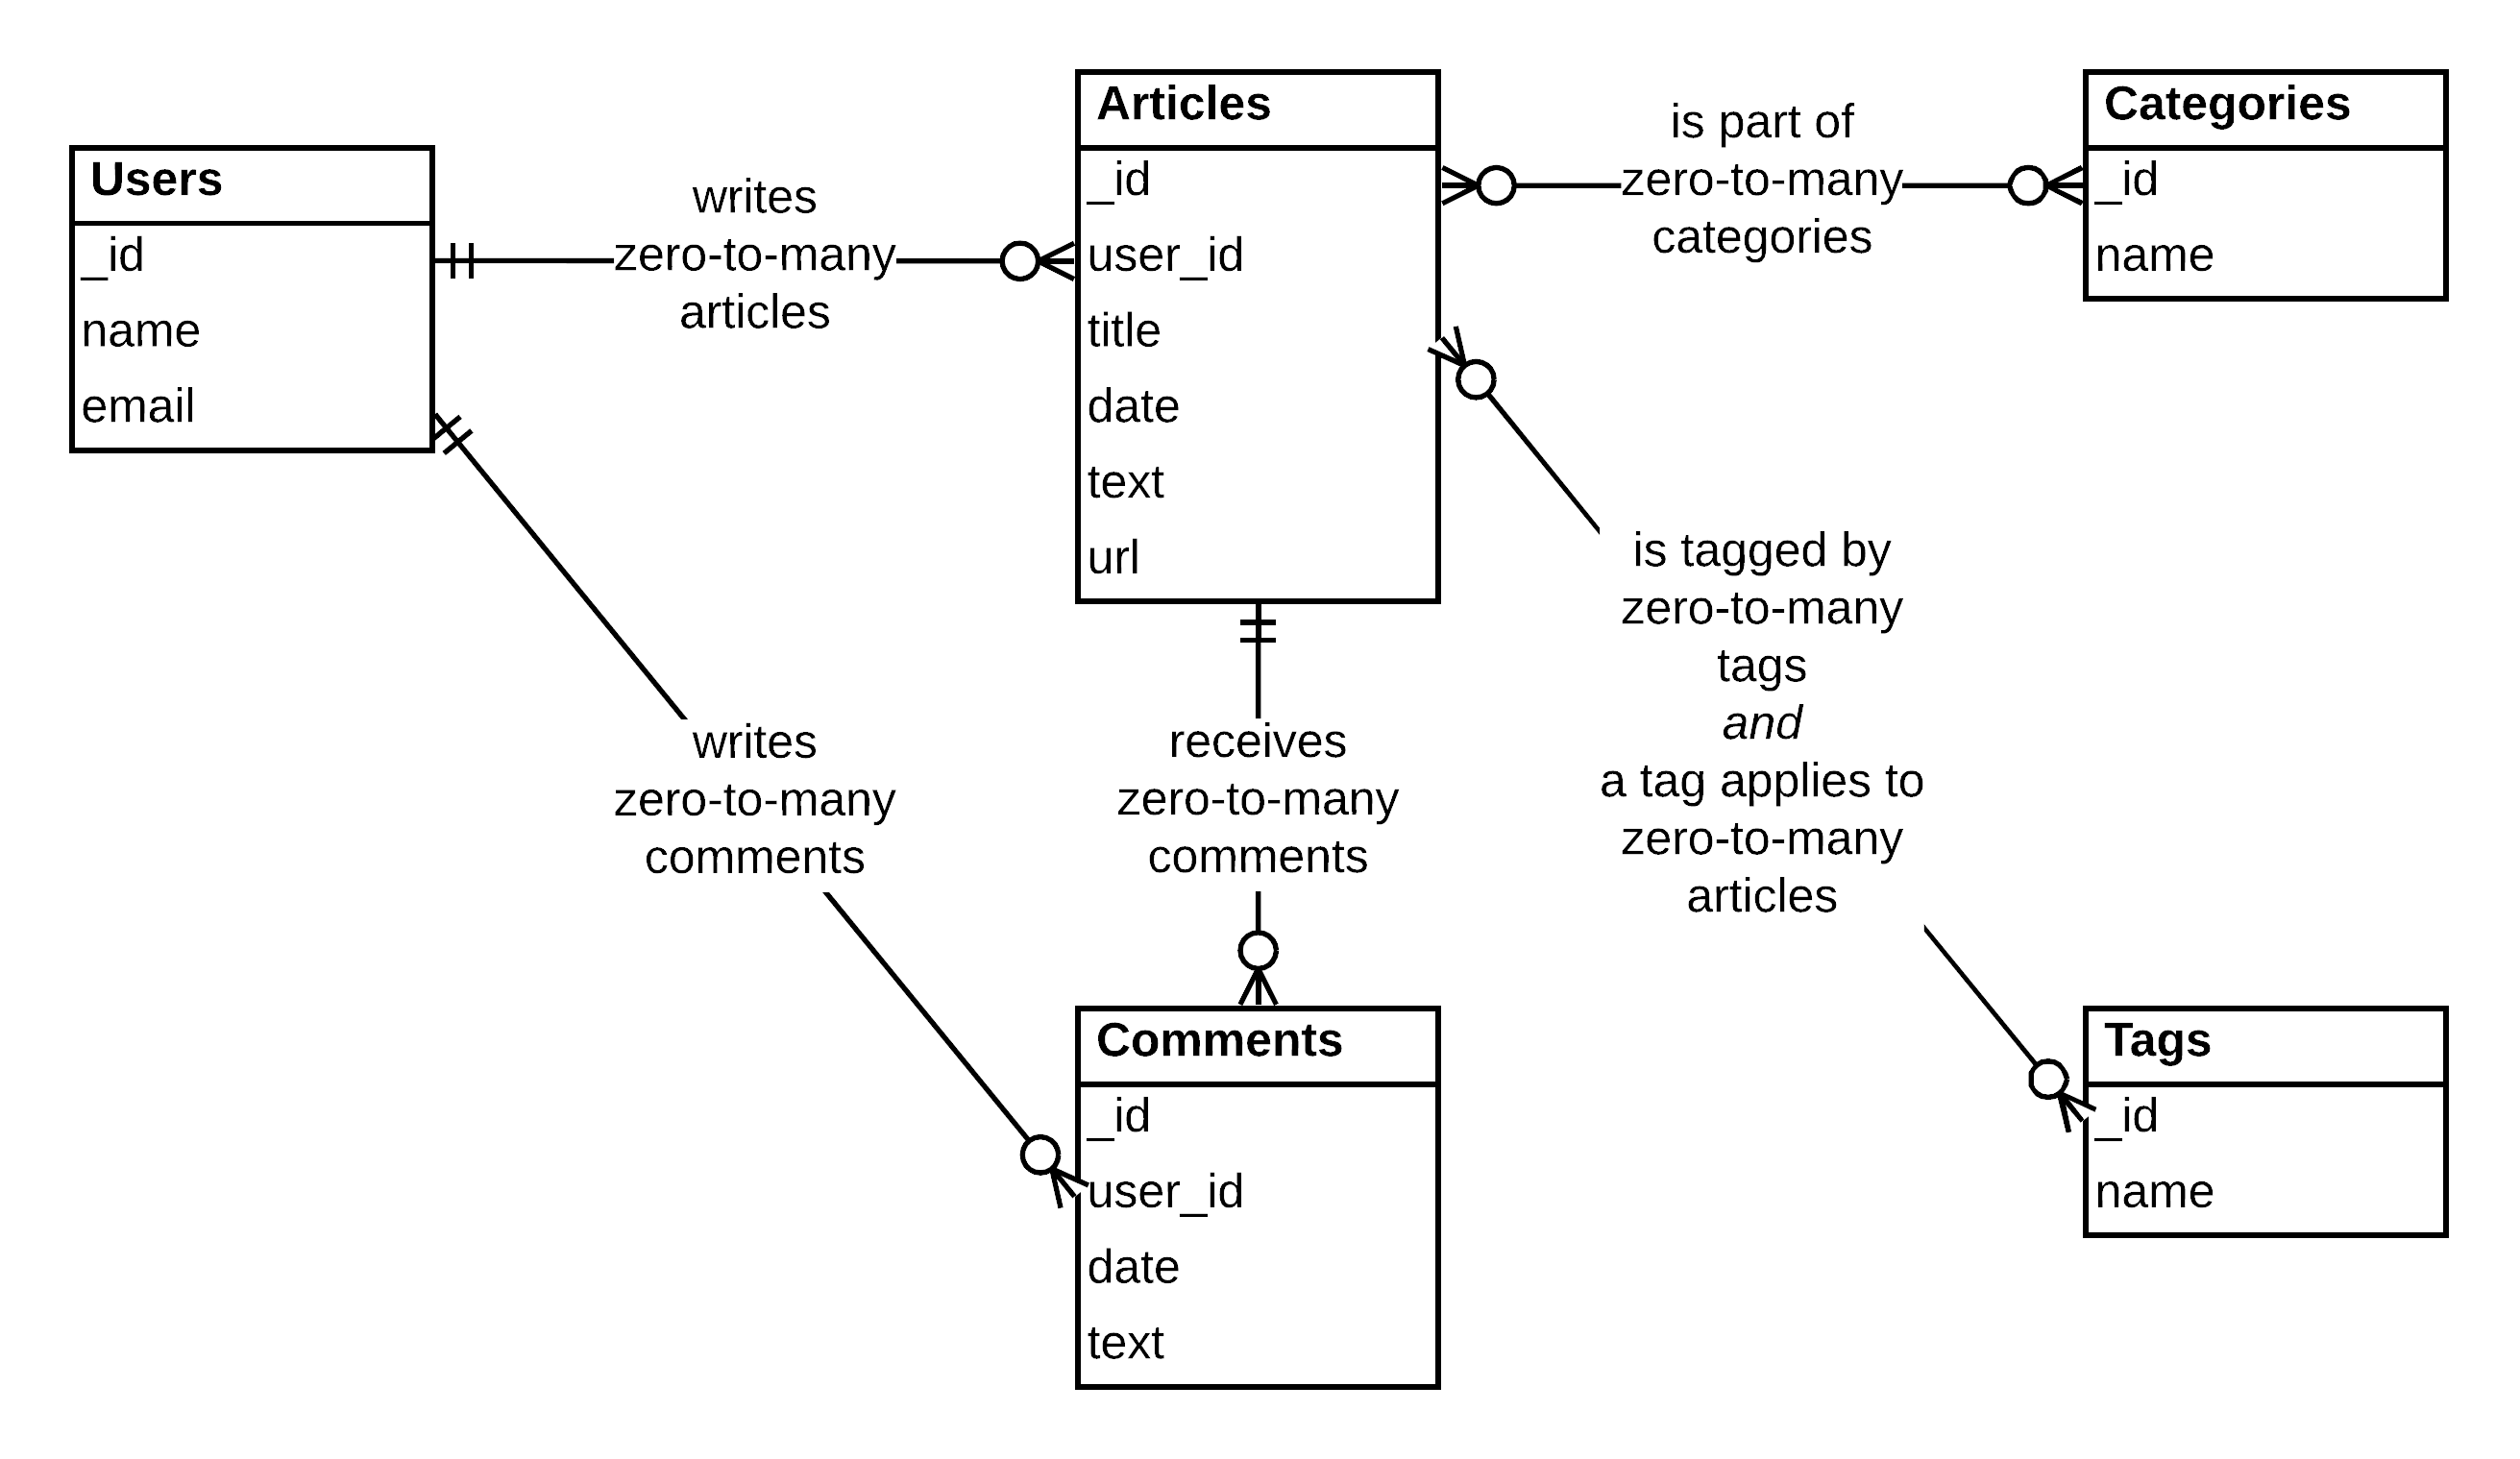 Users
_id
name
email
writes
zero-to-many
articles
Articles
_id
user_id
title
date
text
url
is part of
zero-to-many
categories
Categories
_id
name
writes
zero-to-many
comments
receives
zero-to-many
comments
is tagged by
zero-to-many
tags
and
a tag applies to
zero-to-many
articles
Comments
_id
user_id
date
text
Tags
_id
name